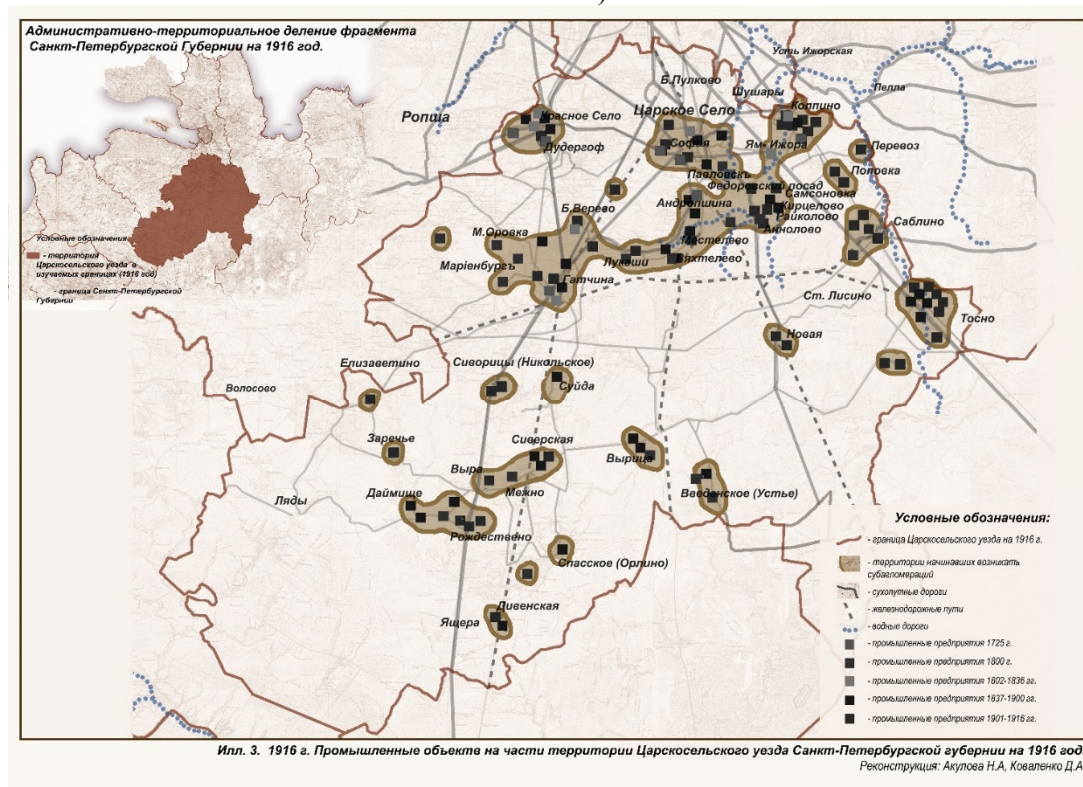 Административно-территориальное деление фрагмента
Санкт-Петербургской Губернии на 1916 год.
Условные обозначения
- территория
Царскосельского уезда в
изучаемых границах (1916 год)
- граница Санкт-Петербургской
Губернии
Усть Ижорская
Б.Пулково
Шушары
Пелла
Ропша
Красное Село
Царское Село
Колпино
Дудергоф
София
Ям-Ижора
Перевоз
Павловскъ
Поповка
Федоровский посад
Самсоновка
Андропшина
Кирцелово
Б.Верево
Райколово
Саблино
Аннолово
М.Оровка
Местелево
Лукаши
Вяхтелево
Маріенбургъ
Гатчина
Ст. Лисино
Тосно
Новая
Елизаветино
Сиворицы (Никольское)
Волосово
Суйда
Заречье
Сиверская
Выра
Вырица
Даймище
Межно
Введенское (Устье)
Ляды
Рождествено
Спасское (Орлино)
Дивенская
Ящера
Условные обозначения:
- граница Царскосельского уезда на 1916 г.
- территории начинавших возникать
субагломераций
- сухопутные дороги
- железнодорожные пути
- водные дороги
- промышленные предприятия 1725 г.
- промышленные предприятия 1800 г.
- промышленные предприятия 1802-1836 гг.
- промышленные предприятия 1837-1900 гг.
- промышленные предприятия 1901-1916 гг.
Илл. 3. 1916 г. Промышленные объекте на части территории Царскосельского уезда Санкт-Петербургской губернии на 1916 год.
Реконструкция: Акулова Н.А, Коваленко Д.А